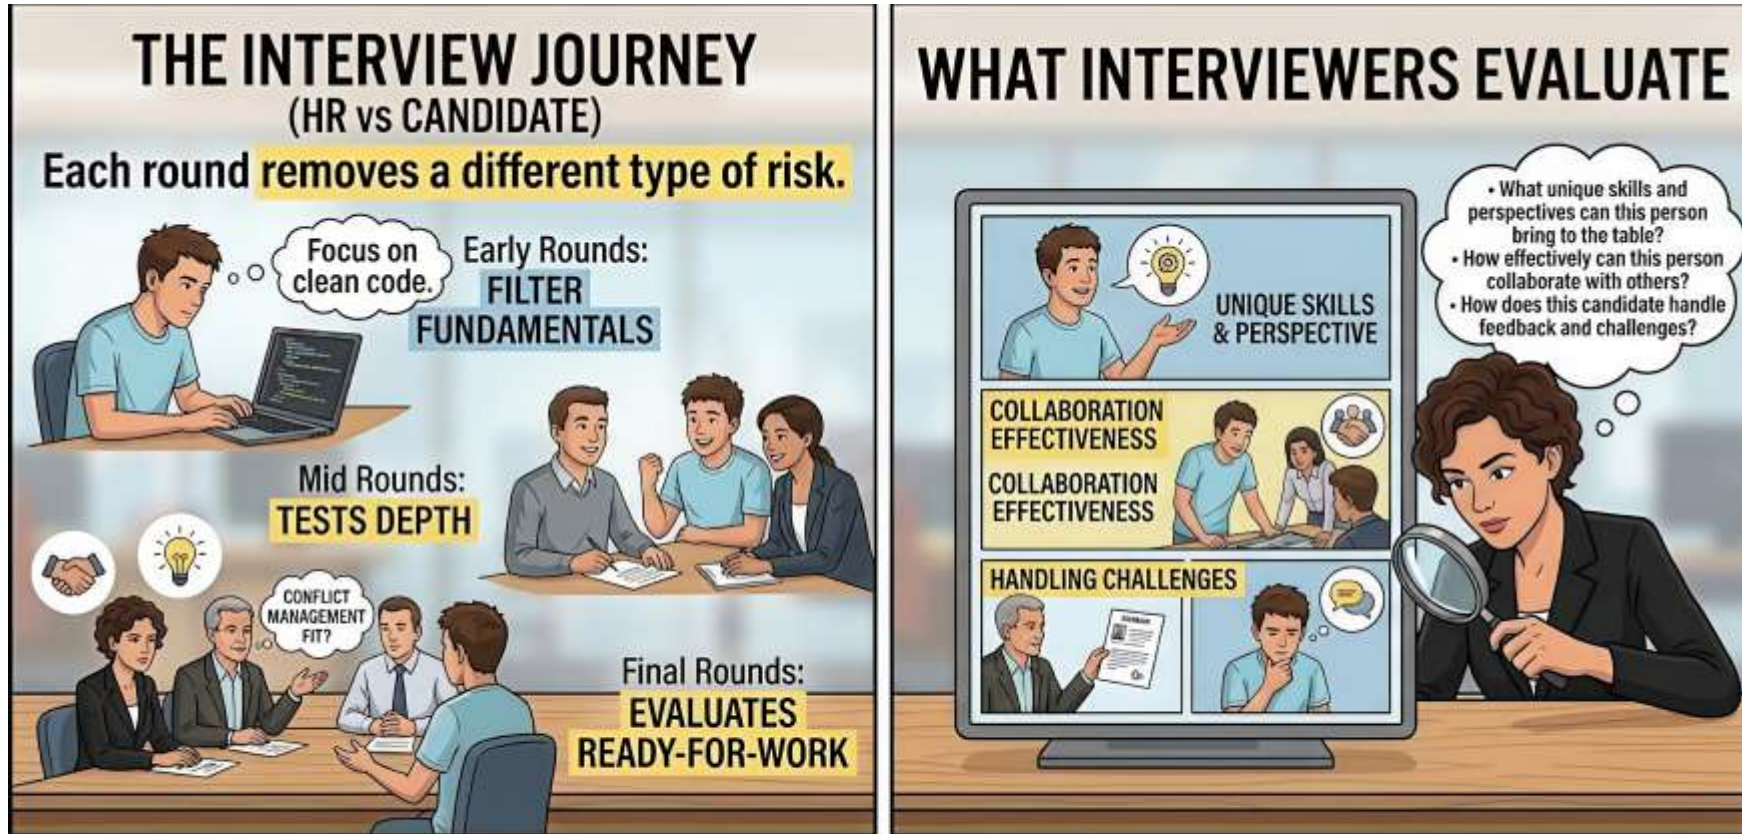 THE INTERVIEW JOURNEY
(HR vs CANDIDATE)
Each round removes a different type of risk.
Focus on
clean code.
Early Rounds:
FILTER
FUNDAMENTALS
Mid Rounds:
TESTS DEPTH
CONFLICT
MANAGEMENT
FIT?
Final Rounds:
EVALUATES
READY-FOR-WORK
WHAT INTERVIEWERS EVALUATE
• What unique skills and
perspectives can this person
bring to the table?
• How effectively can this person
collaborate with others?
• How does this candidate handle
feedback and challenges?
UNIQUE SKILLS
& PERSPECTIVE
COLLABORATION
EFFECTIVENESS
COLLABORATION
EFFECTIVENESS
HANDLING CHALLENGES